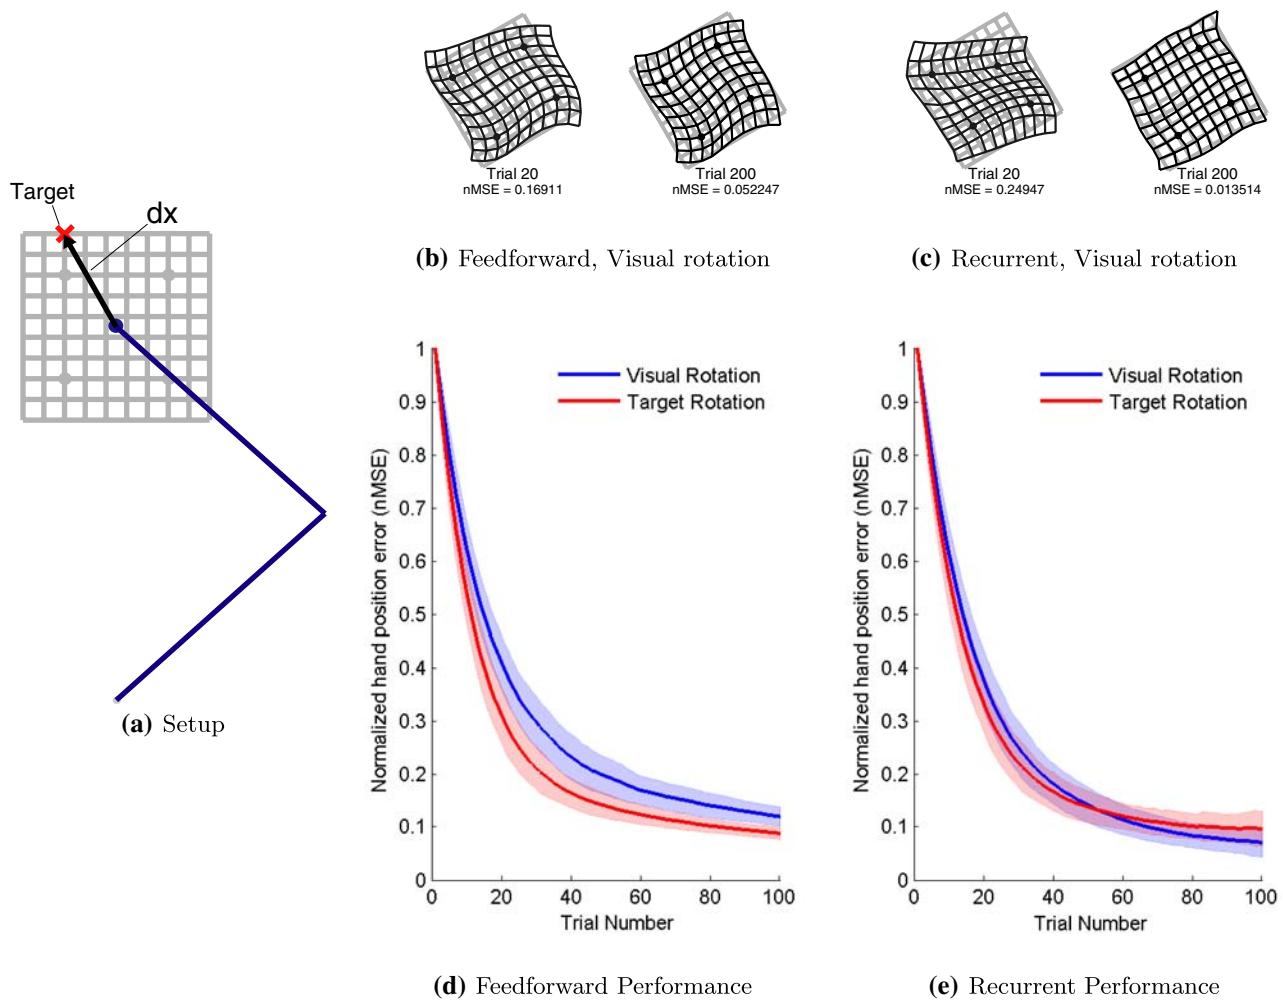 Target
dx
(a) Setup
Trial 20
nMSE = 0.16911
Trial 200
nMSE = 0.052247
(b) Feedforward, Visual rotation
Trial 20
nMSE = 0.24947
Trial 200
nMSE = 0.013514
(c) Recurrent, Visual rotation
Normalized hand position error (nMSE)
1
0.9
0.8
0.7
0.6
0.5
0.4
0.3
0.2
0.1
0
Visual Rotation
Target Rotation
0 20 40 60 80 100
Trial Number
(d) Feedforward Performance
Normalized hand position error (nMSE)
1
0.9
0.8
0.7
0.6
0.5
0.4
0.3
0.2
0.1
0
Visual Rotation
Target Rotation
0 20 40 60 80 100
Trial Number
(e) Recurrent Performance